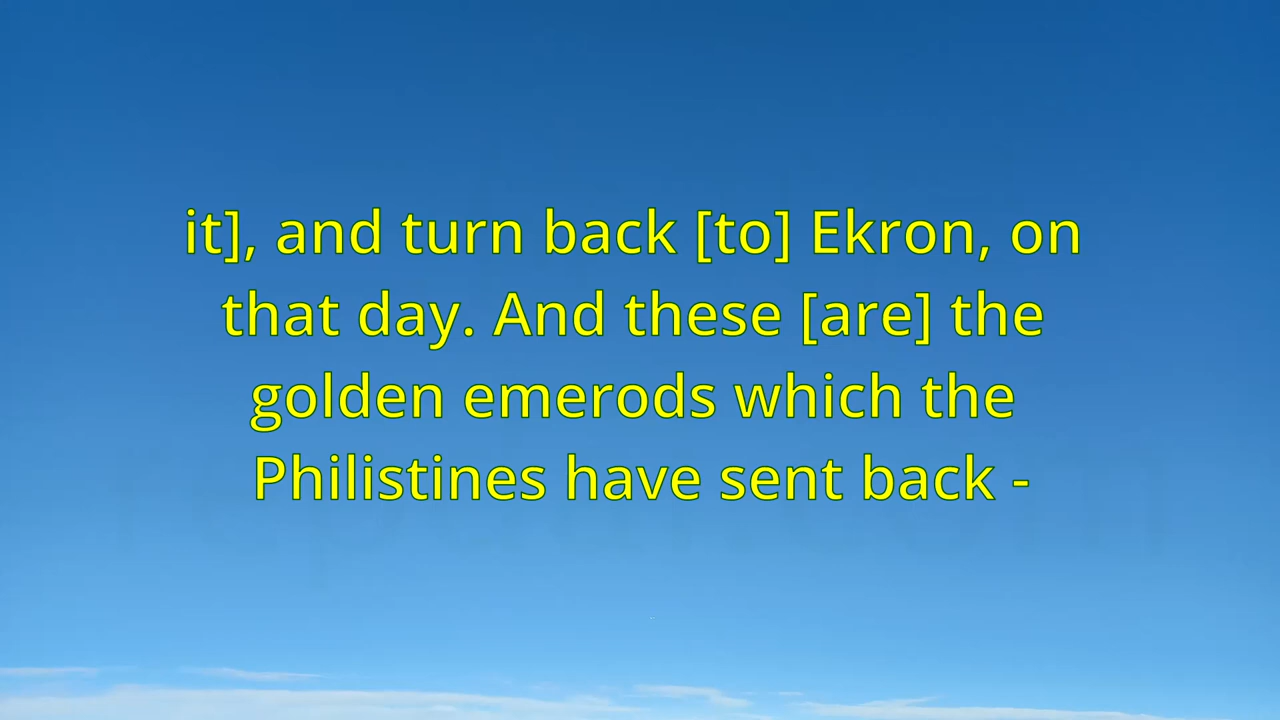 it], and turn back [to] Ekron, on
that day. And these [are] the
golden emerods which the
Philistines have sent back -